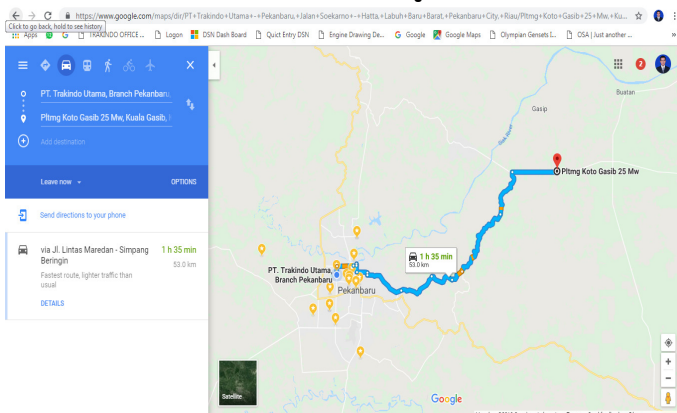 https://www.google.com/maps/dir/PT+Trakindo+Utama+-+Pekanbaru,+Jalan+Soekarno+-+Hatta,+Labuh+Baru+Barat,+Pekanbaru+City,+Riau/Pltmg+Koto+Gasib+25+Mw,+Ku...
Click to go back, hold to see history
Apps
TRAKINDO OFFICE ...
Logon
DSN Dash Board
Quict Entry DSN
Engine Drawing De...
Google
Google Maps
Olympian Gensets I...
OSA | Just another ...
PT. Trakindo Utama, Branch Pekanbaru,
Pltmg Koto Gasib 25 Mw, Kuala Gasib,
Add destination
Leave now
OPTIONS
Send directions to your phone
via Jl. Lintas Maredan - Simpang Beringin
1 h 35 min
53.0 km
Fastest route, lighter traffic than
usual
DETAILS
2
Buatan
Gasip
Siak River
Pltmg Koto Gasib 25 Mw
1 h 35 min
53.0 km
PT. Trakindo Utama,
Branch Pekanbaru
Pekanbaru
Satellite
Google